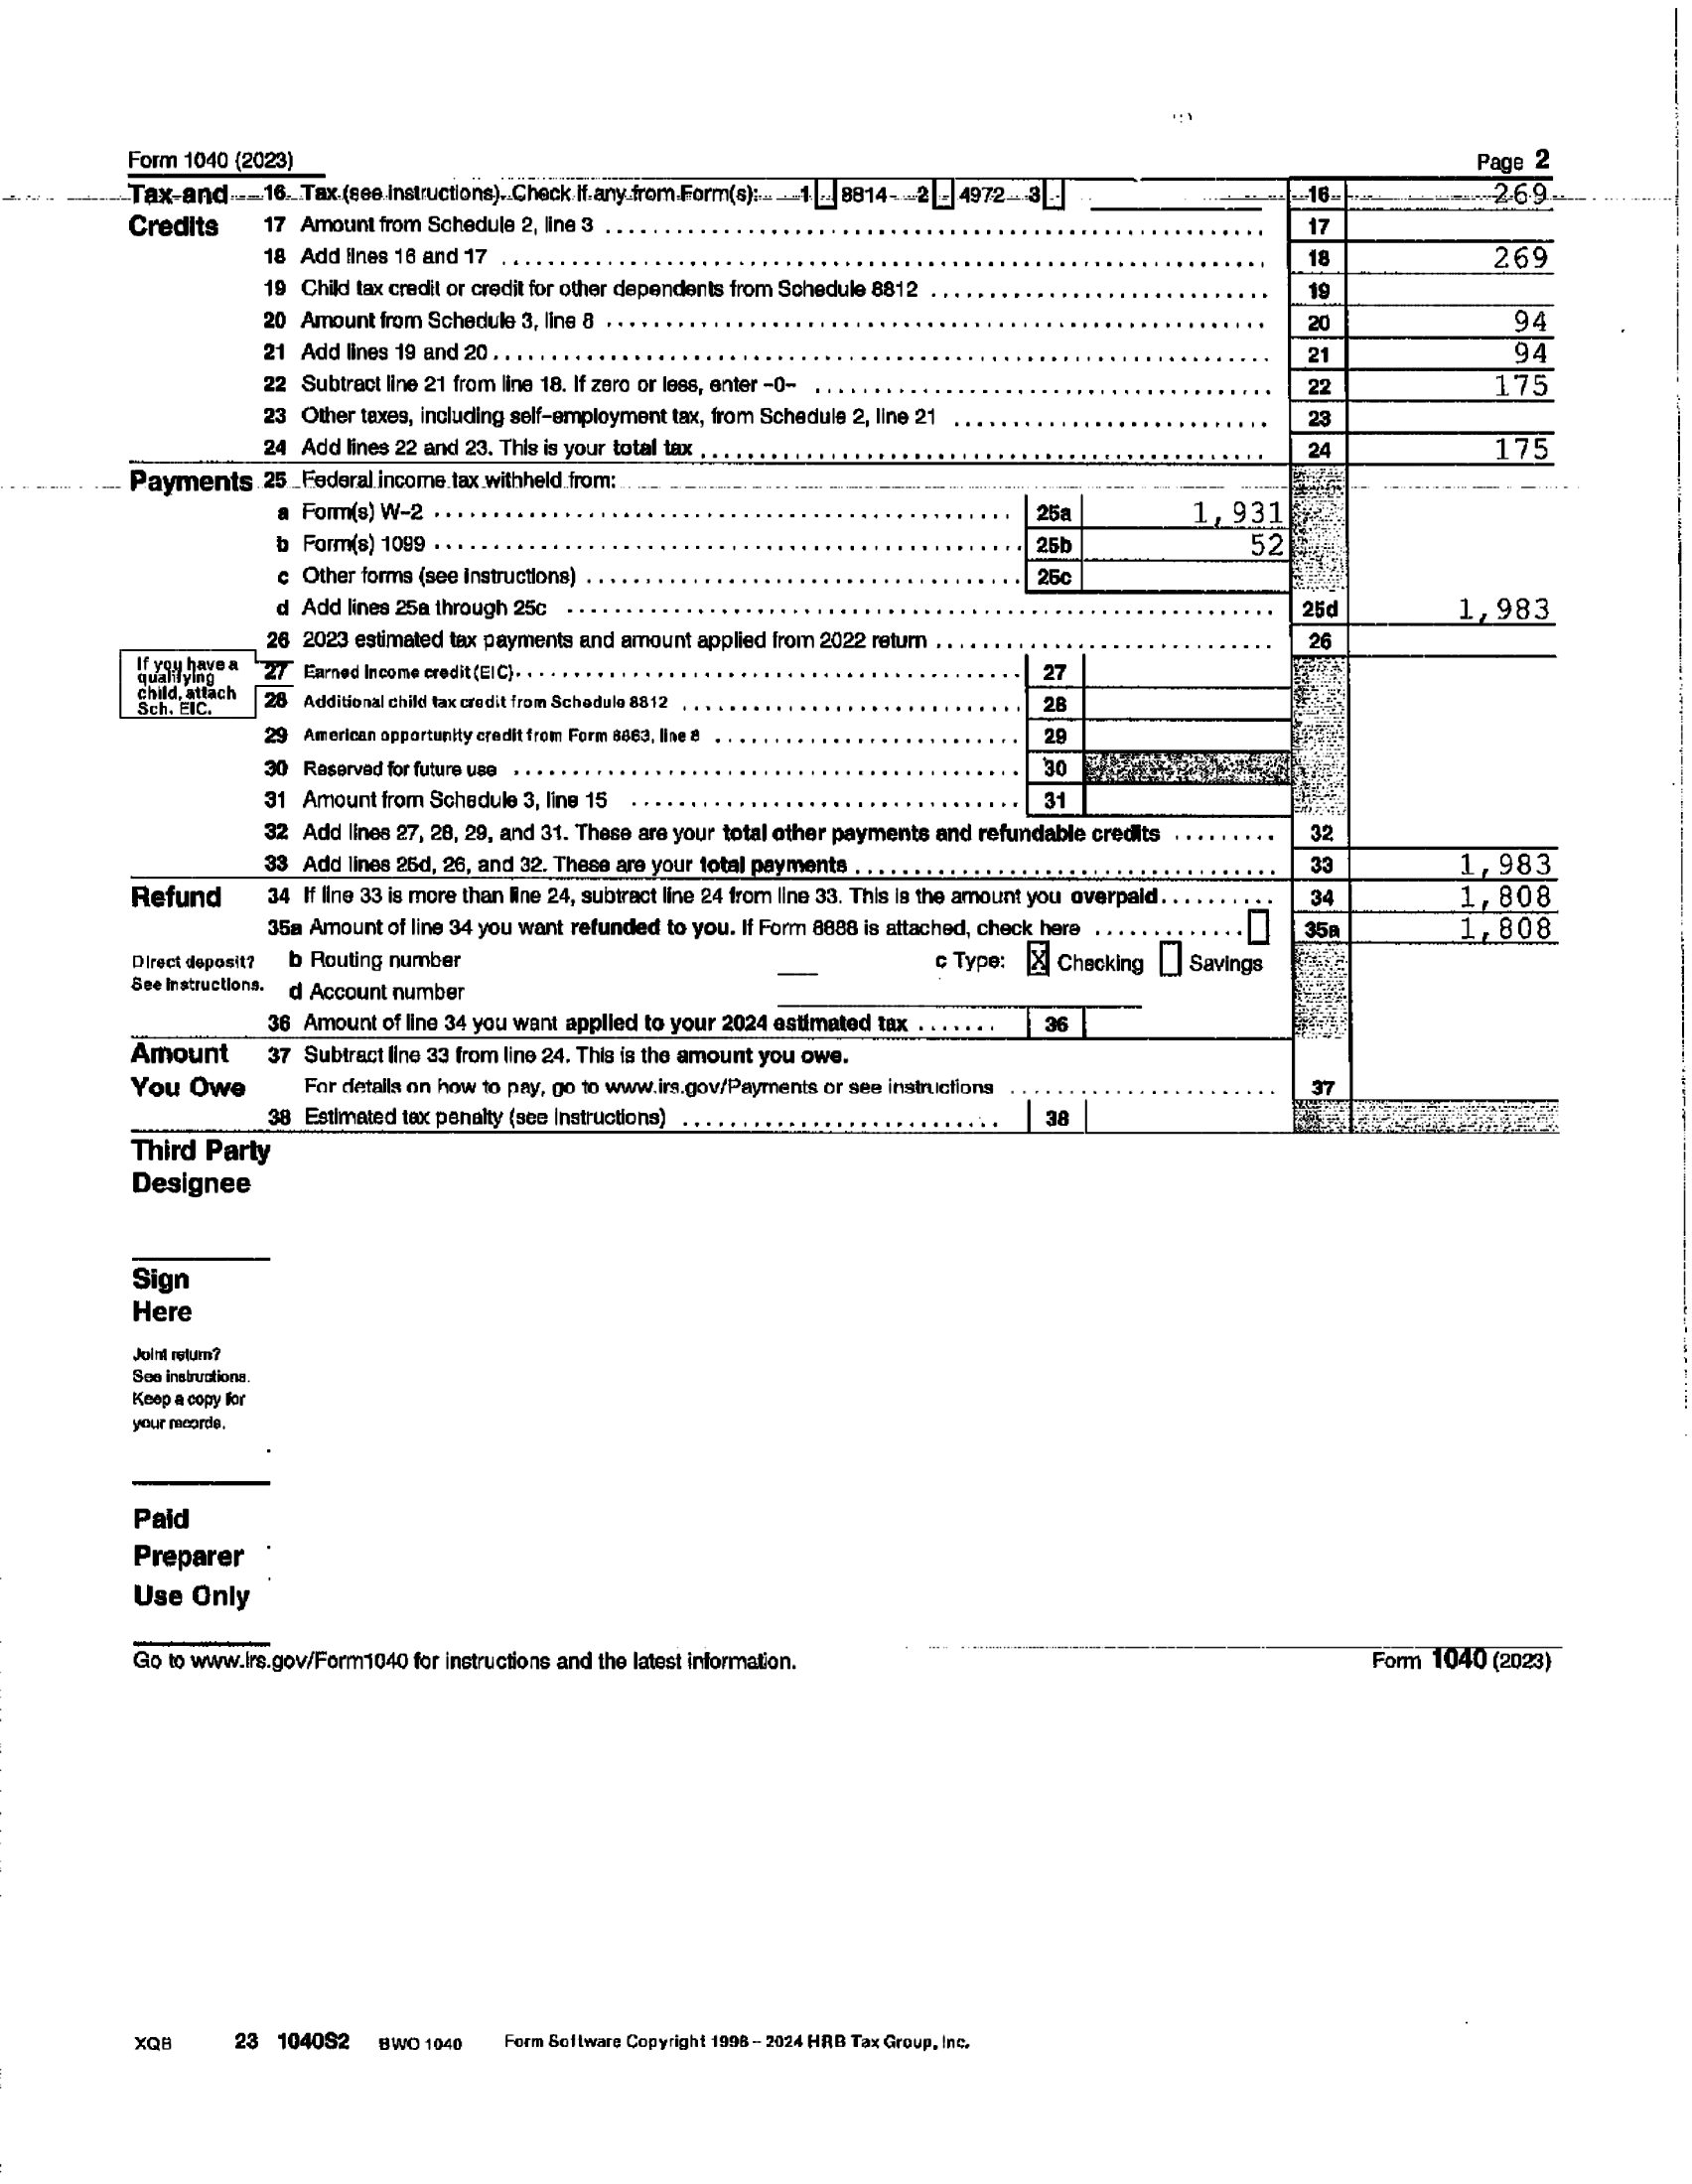 Form 1040 (2023) Page 2
Tax and 16 Tax (see instructions). Check if any from Form(s): 1 8814 2 4972 3 16 269
Credits 17 Amount from Schedule 2, line 3 17
18 Add lines 16 and 17 18 269
19 Child tax credit or credit for other dependents from Schedule 8812 19
20 Amount from Schedule 3, line 8 20 94
21 Add lines 19 and 20 21 94
22 Subtract line 21 from line 18. If zero or less, enter -0- 22 175
23 Other taxes, including self-employment tax, from Schedule 2, line 21 23
24 Add lines 22 and 23. This is your total tax 24 175
Payments 25 Federal income tax withheld from:
a Form(s) W-2 25a 1,931
b Form(s) 1099 25b 52
c Other forms (see instructions) 25c
d Add lines 25a through 25c 25d 1,983
26 2023 estimated tax payments and amount applied from 2022 return 26
If you have a
qualifying
child, attach
Sch. EIC.
27 Earned income credit (EIC) 27
28 Additional child tax credit from Schedule 8812 28
29 American opportunity credit from Form 8863, line 8 29
30 Reserved for future use 30
31 Amount from Schedule 3, line 15 31
32 Add lines 27, 28, 29, and 31. These are your total other payments and refundable credits 32
33 Add lines 25d, 26, and 32. These are your total payments 33 1,983
Refund 34 If line 33 is more than line 24, subtract line 24 from line 33. This is the amount you overpaid 34 1,808
35a Amount of line 34 you want refunded to you. If Form 8888 is attached, check here 35a 1,808
Direct deposit? b Routing number c Type: X Checking Savings
See instructions. d Account number
36 Amount of line 34 you want applied to your 2024 estimated tax 36
Amount 37 Subtract line 33 from line 24. This is the amount you owe.
You Owe For details on how to pay, go to www.irs.gov/Payments or see instructions 37
38 Estimated tax penalty (see instructions) 38
Third Party
Designee
Sign
Here
Joint return?
See instructions.
Keep a copy for
your records.
Paid
Preparer
Use Only
Go to www.irs.gov/Form1040 for instructions and the latest information. Form 1040 (2023)
XQB 23 1040S2 BWO 1040 Form Software Copyright 1996 - 2024 HRB Tax Group, Inc.